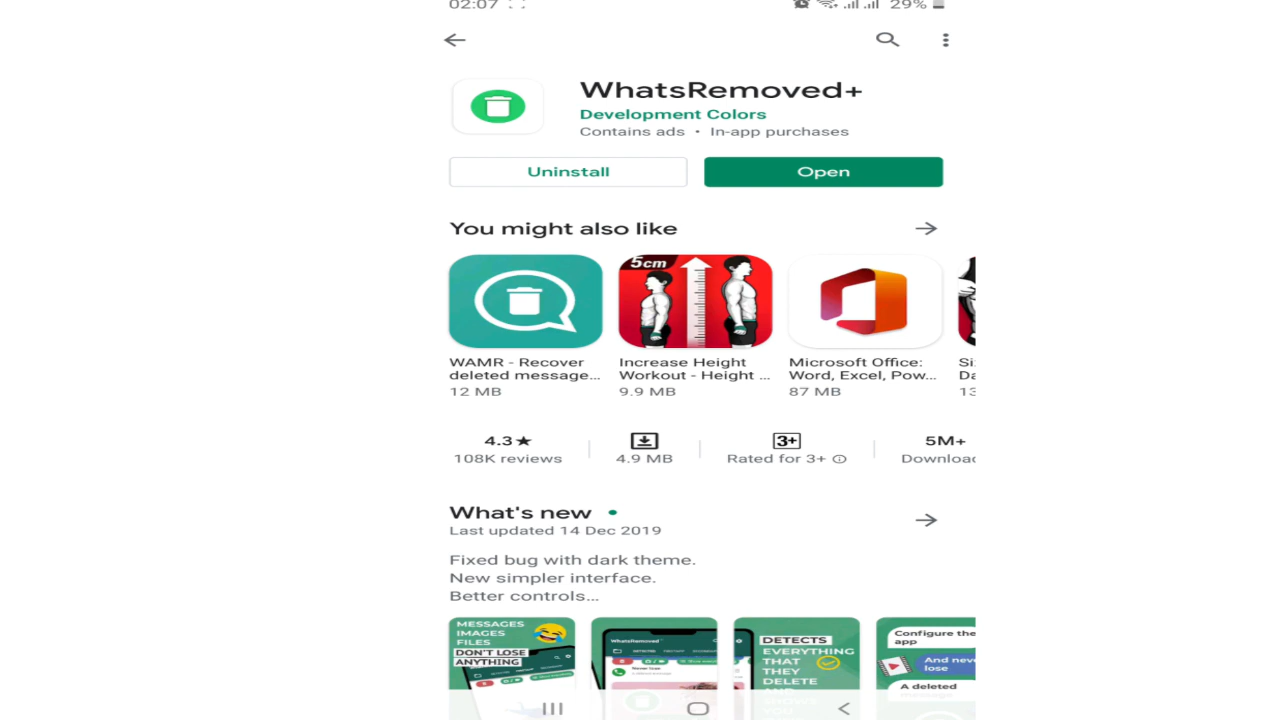 02:07
29%
WhatsRemoved+
Development Colors
Contains ads • In-app purchases
Uninstall
Open
You might also like
5cm
WAMR - Recover
deleted message...
12 MB
Increase Height
Workout - Height ...
9.9 MB
Microsoft Office:
Word, Excel, Pow...
87 MB
4.3★
108K reviews
4.9 MB
3+
Rated for 3+
5M+
What's new
Last updated 14 Dec 2019
Fixed bug with dark theme.
New simpler interface.
Better controls...
MESSAGES
IMAGES
FILES
DON'T LOSE
ANYTHING
WhatsRemoved
DETECTS
EVERYTHING
THAT
THEY
DELETE
Configure the
app
And neve
lose
A deleted